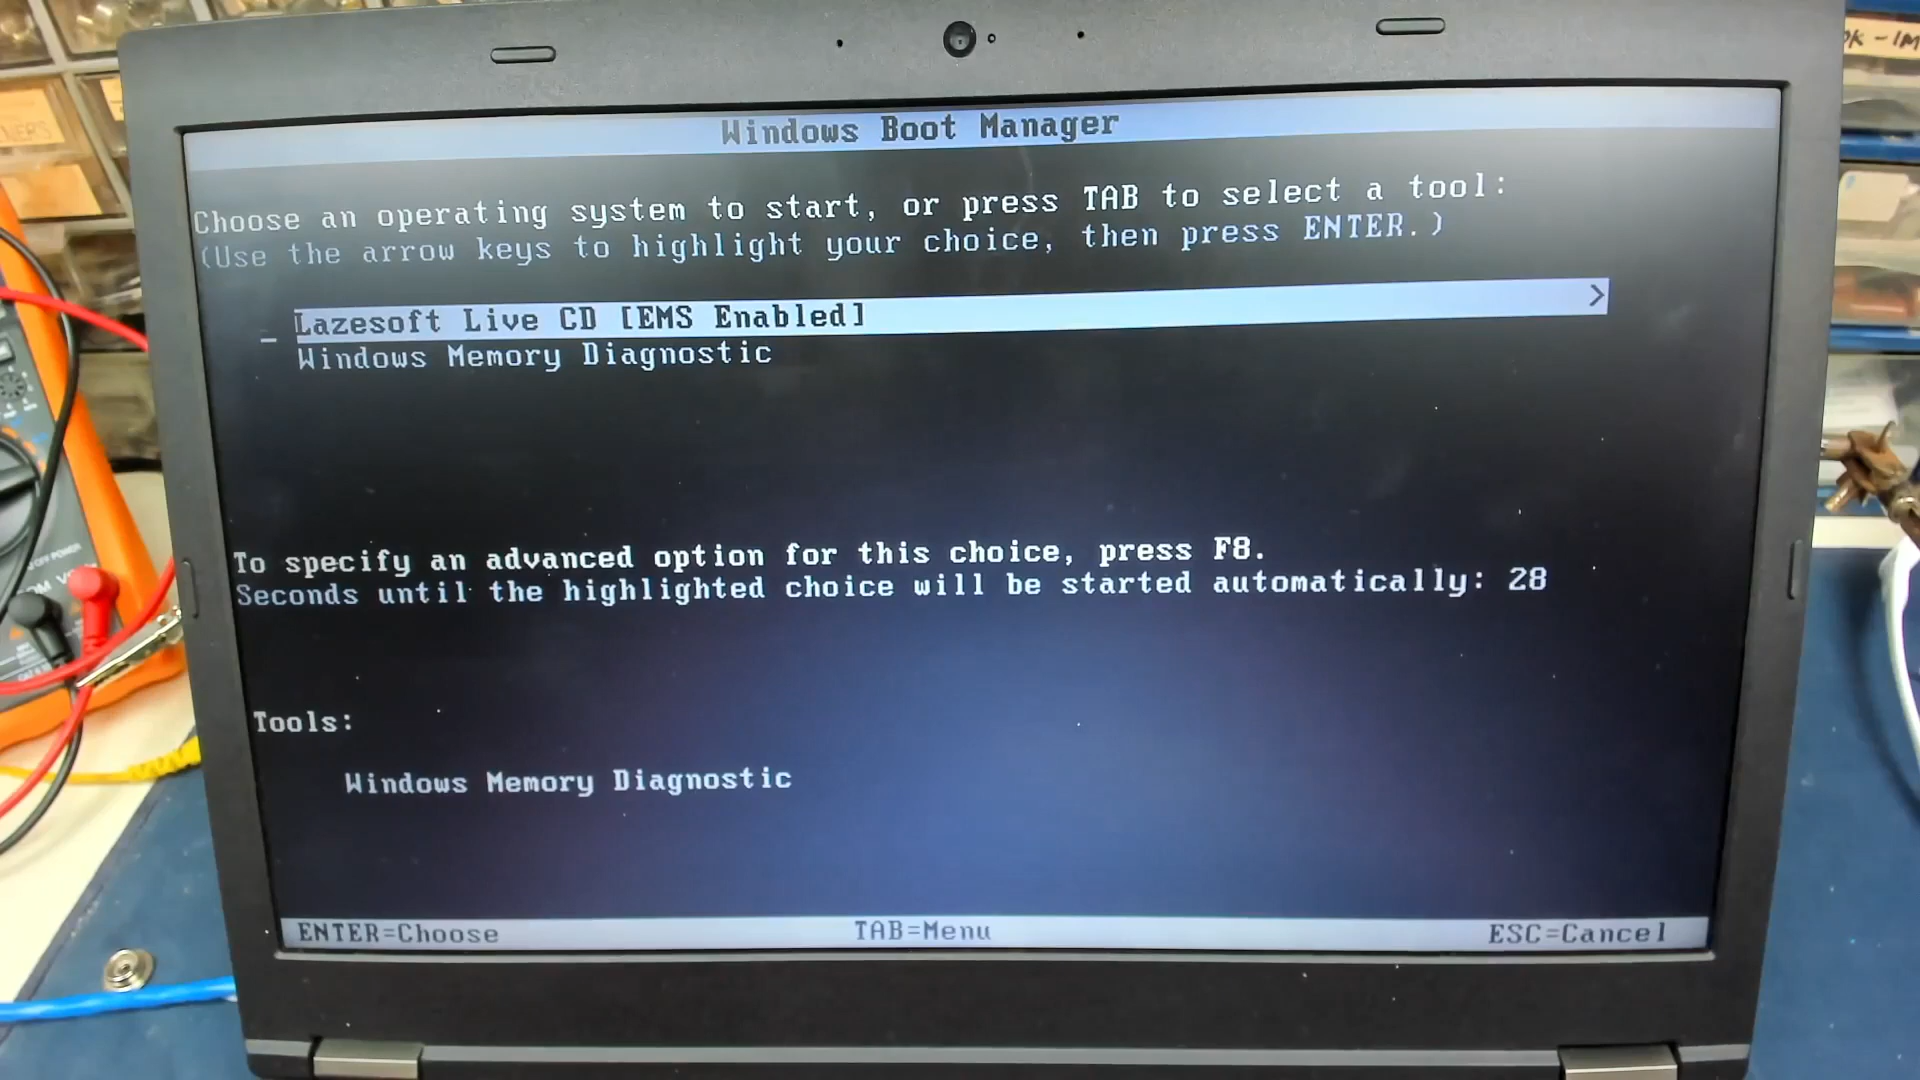 Windows Boot Manager
Choose an operating system to start, or press TAB to select a tool:
(Use the arrow keys to highlight your choice, then press ENTER.)
Lazesoft Live CD [EMS Enabled] >
Windows Memory Diagnostic
To specify an advanced option for this choice, press F8.
Seconds until the highlighted choice will be started automatically: 28
Tools:
Windows Memory Diagnostic
ENTER=Choose TAB=Menu ESC=Cancel